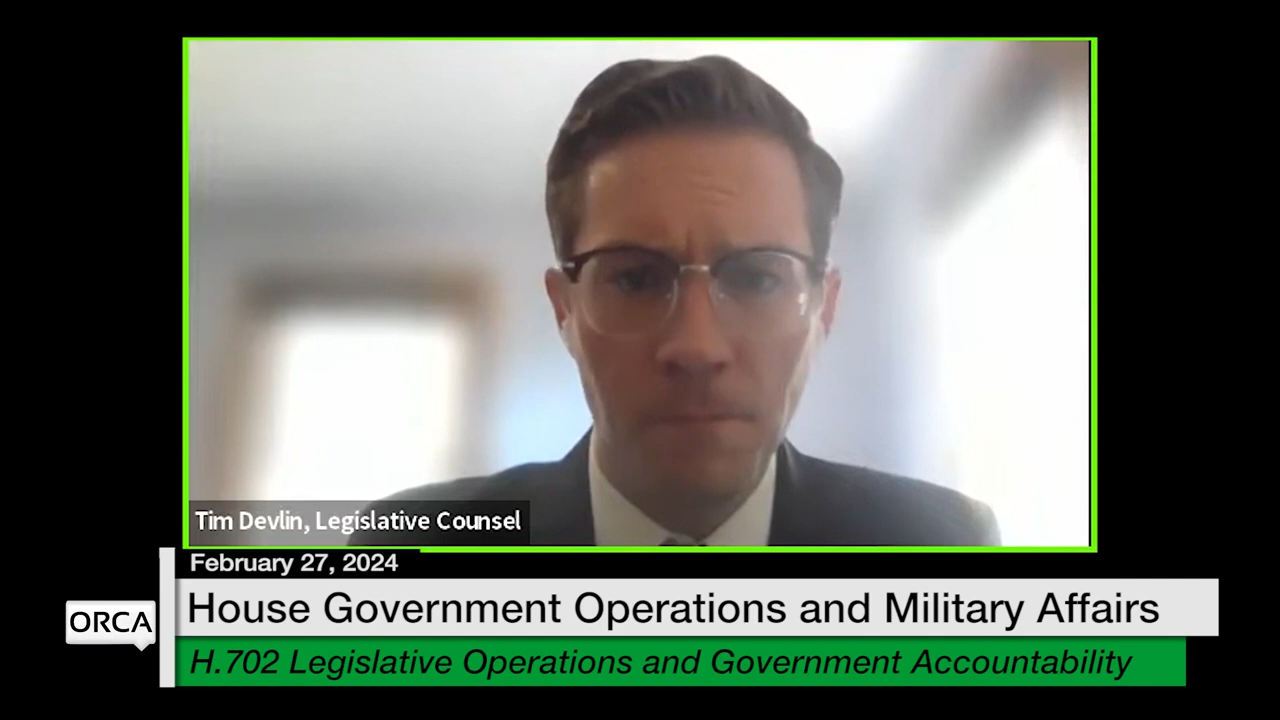 Tim Devlin, Legislative Counsel
February 27, 2024
House Government Operations and Military Affairs
ORCA
H.702 Legislative Operations and Government Accountability